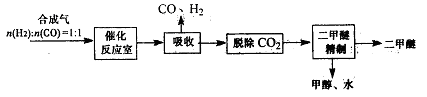 CO、H₂
合成气
n(H₂):n(CO)=1:1
催化
反应室
吸收
脱除CO₂
二甲醚
精制
二甲醚
甲醇、水